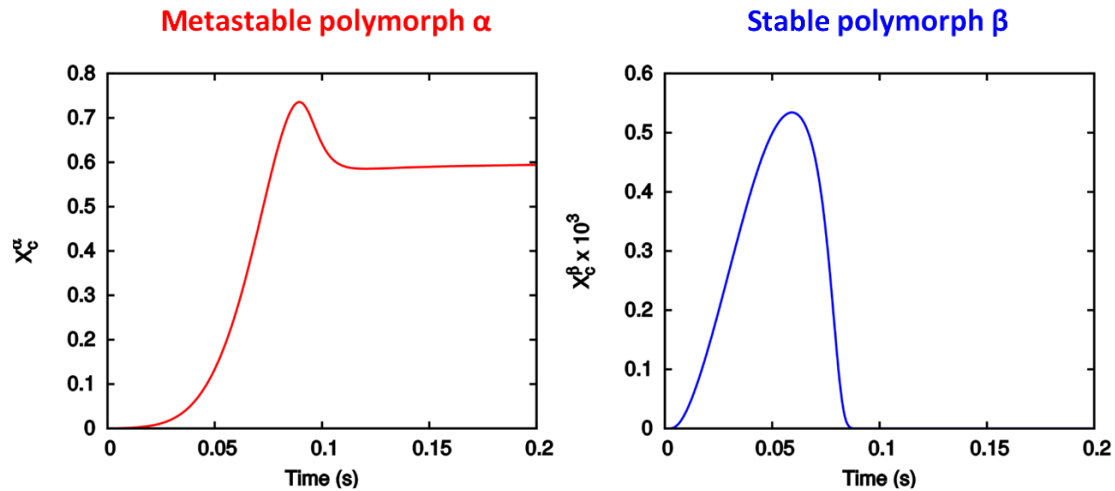 Metastable polymorph α
Stable polymorph β
0.8
0.7
0.6
0.5
0.4
0.3
0.2
0.1
0
X_c^α
0 0.05 0.1 0.15 0.2
Time (s)
0.6
0.5
0.4
0.3
0.2
0.1
0
X_c^β x 10^3
0 0.05 0.1 0.15 0.2
Time (s)